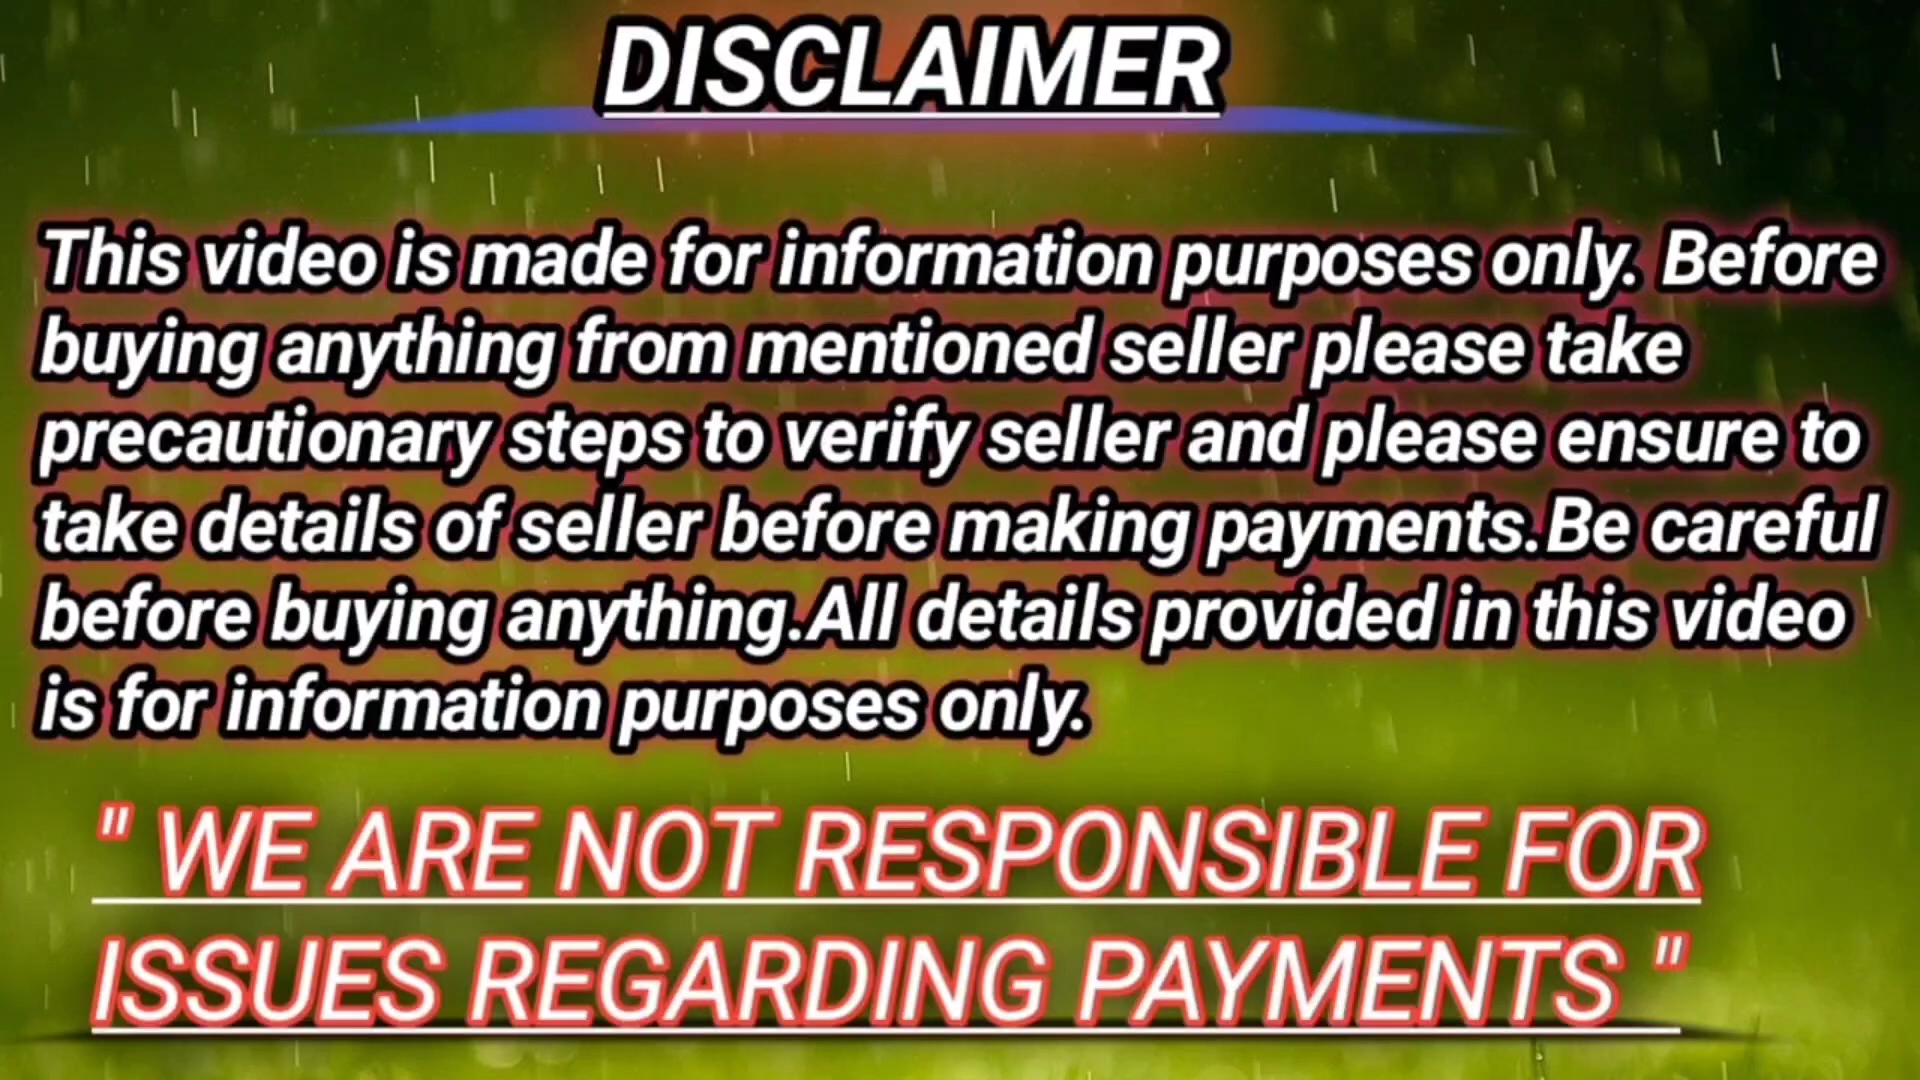 DISCLAIMER
This video is made for information purposes only. Before
buying anything from mentioned seller please take
precautionary steps to verify seller and please ensure to
take details of seller before making payments.Be careful
before buying anything.All details provided in this video
is for information purposes only.
" WE ARE NOT RESPONSIBLE FOR
ISSUES REGARDING PAYMENTS "